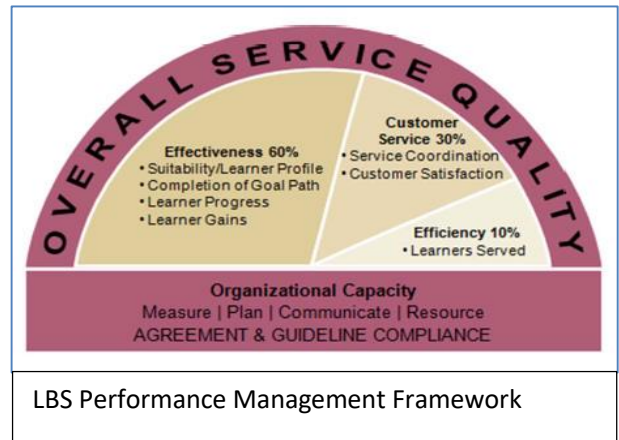 OVERALL SERVICE QUALITY
Effectiveness 60%
• Suitability/Learner Profile
• Completion of Goal Path
• Learner Progress
• Learner Gains
Customer
Service 30%
• Service Coordination
• Customer Satisfaction
Efficiency 10%
• Learners Served
Organizational Capacity
Measure | Plan | Communicate | Resource
AGREEMENT & GUIDELINE COMPLIANCE
LBS Performance Management Framework